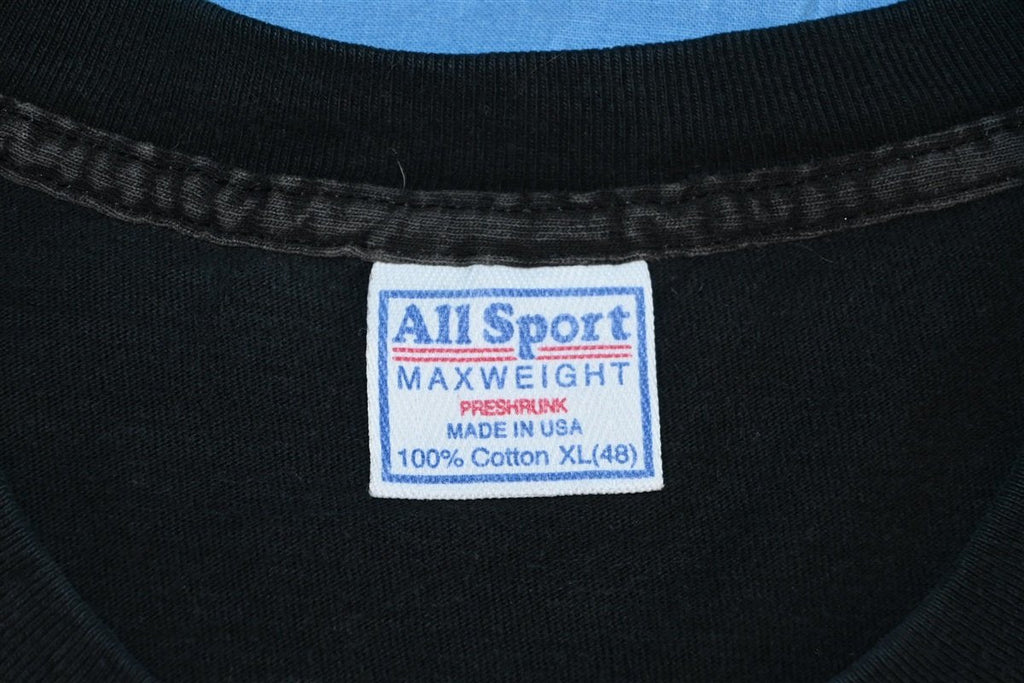 All Sport
MAXWEIGHT
PRESHRUNK
MADE IN USA
100% Cotton XL(48)